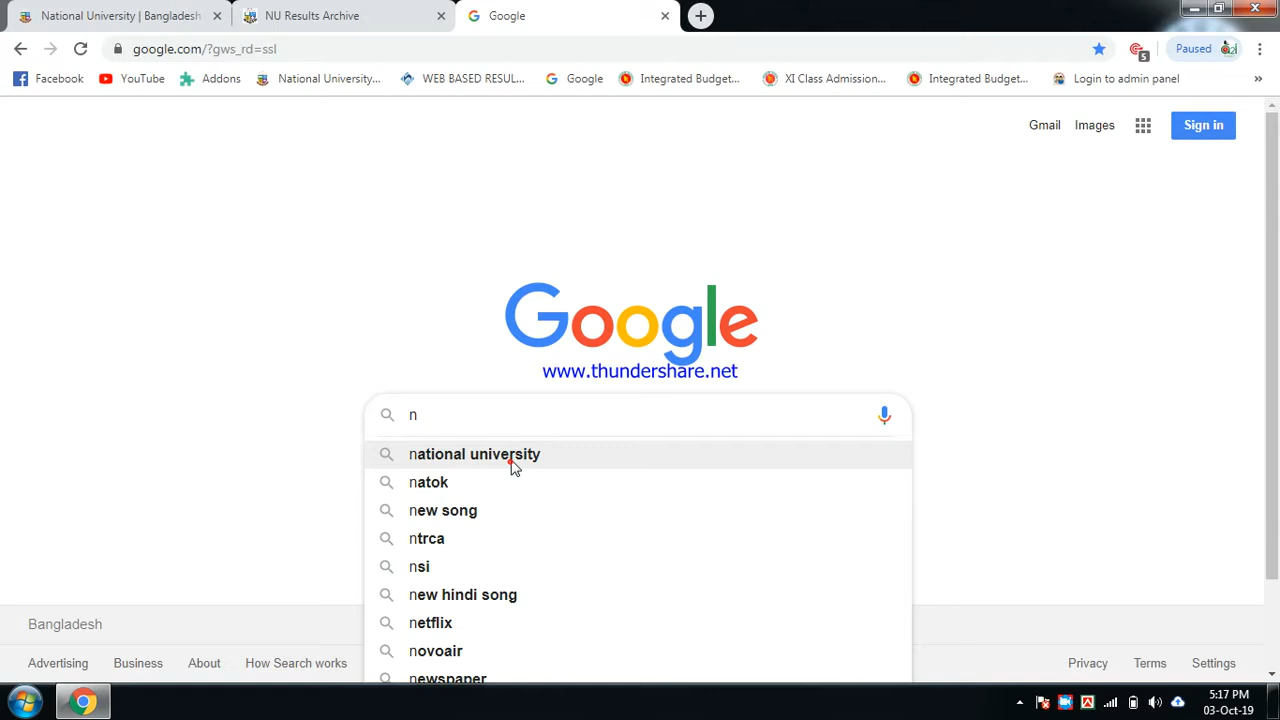 National University | Bangladesh
NU Results Archive
Google
google.com/?gws_rd=ssl
5
Paused
Facebook
YouTube
Addons
National University...
WEB BASED RESUL...
Google
Integrated Budget...
XI Class Admission...
Integrated Budget...
Login to admin panel
»
Gmail
Images
Sign in
Google
www.thundershare.net
n
national university
natok
new song
ntrca
nsi
new hindi song
netflix
novoair
newspaper
Bangladesh
Advertising
Business
About
How Search works
Privacy
Terms
Settings
5:17 PM
03-Oct-19